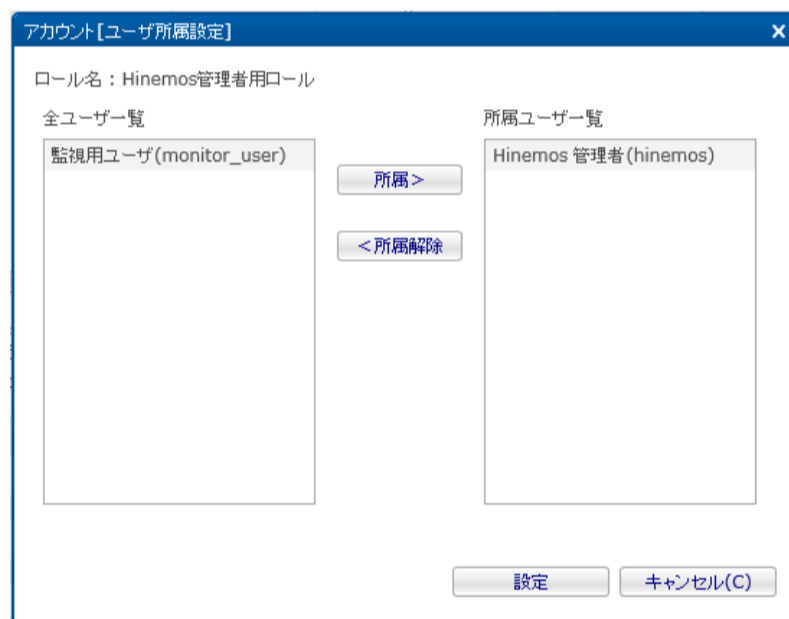 アカウント[ユーザ所属設定]
ロール名：Hinemos管理者用ロール
全ユーザ一覧
所属ユーザ一覧
監視用ユーザ(monitor_user)
Hinemos 管理者(hinemos)
所属＞
＜所属解除
設定
キャンセル(C)